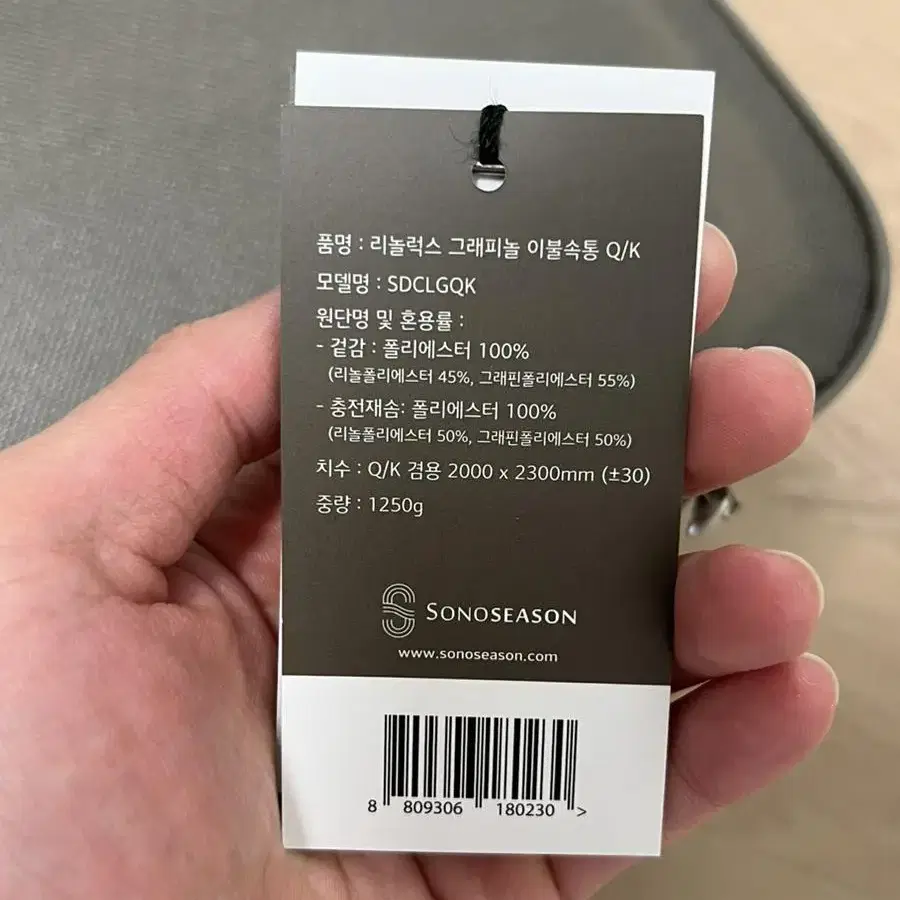 품명 : 리놀럭스 그래피놀 이불속통 Q/K
모델명 : SDCLGQK
원단명 및 혼용률 :
- 겉감 : 폴리에스터 100%
(리놀폴리에스터 45%, 그래핀폴리에스터 55%)
- 충전재솜: 폴리에스터 100%
(리놀폴리에스터 50%, 그래핀폴리에스터 50%)
치수 : Q/K 겸용 2000 x 2300mm (±30)
중량 : 1250g
SONOSEASON
www.sonoseason.com
8 809306 180230 >